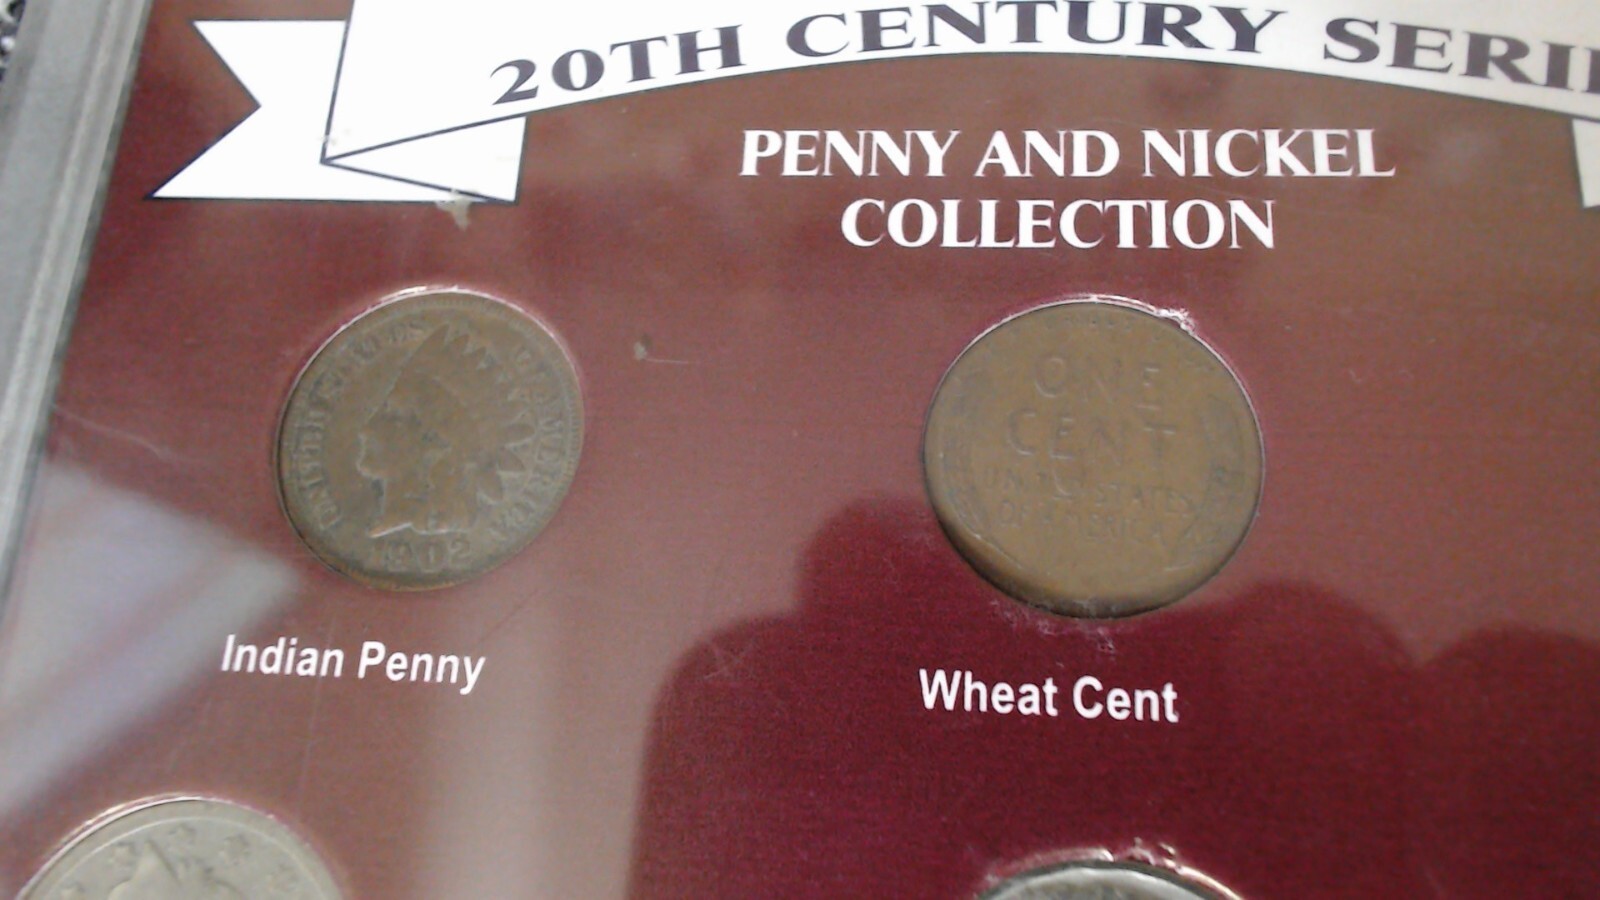 20TH CENTURY SERI
PENNY AND NICKEL
COLLECTION
UNITED STATES OF AMERICA
1902
ONE
CENT
UNITED STATES
OF AMERICA
Indian Penny
Wheat Cent